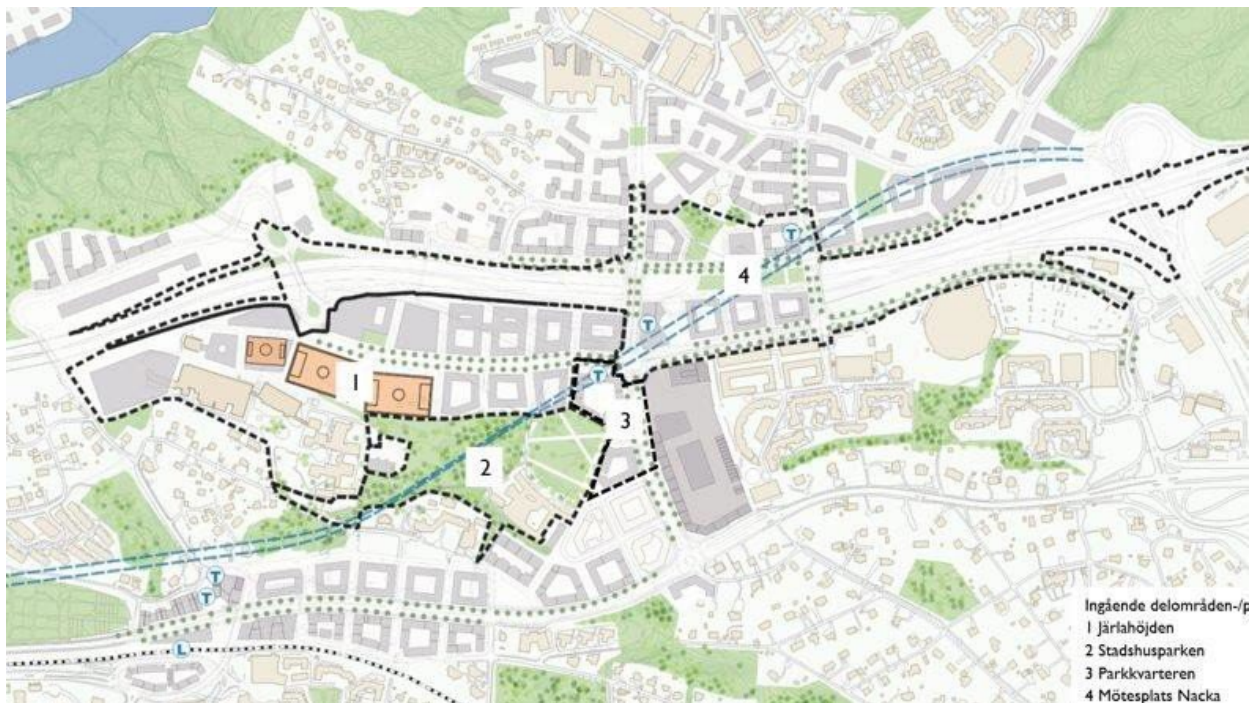 T
4
T
T
1
3
2
T
T
L
Ingående delområden-/p
1 Järlahöjden
2 Stadshusparken
3 Parkkvarteren
4 Mötesplats Nacka